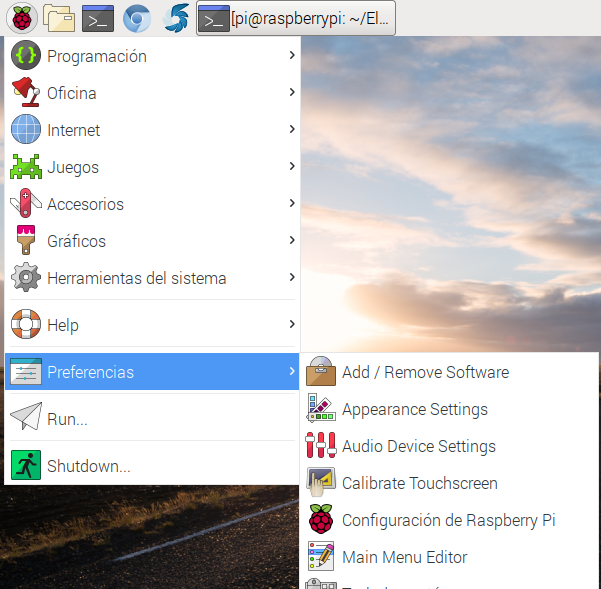 [pi@raspberrypi: ~/El...
Programación
Oficina
Internet
Juegos
Accesorios
Gráficos
Herramientas del sistema
Help
Preferencias
Run...
Shutdown...
Add / Remove Software
Appearance Settings
Audio Device Settings
Calibrate Touchscreen
Configuración de Raspberry Pi
Main Menu Editor